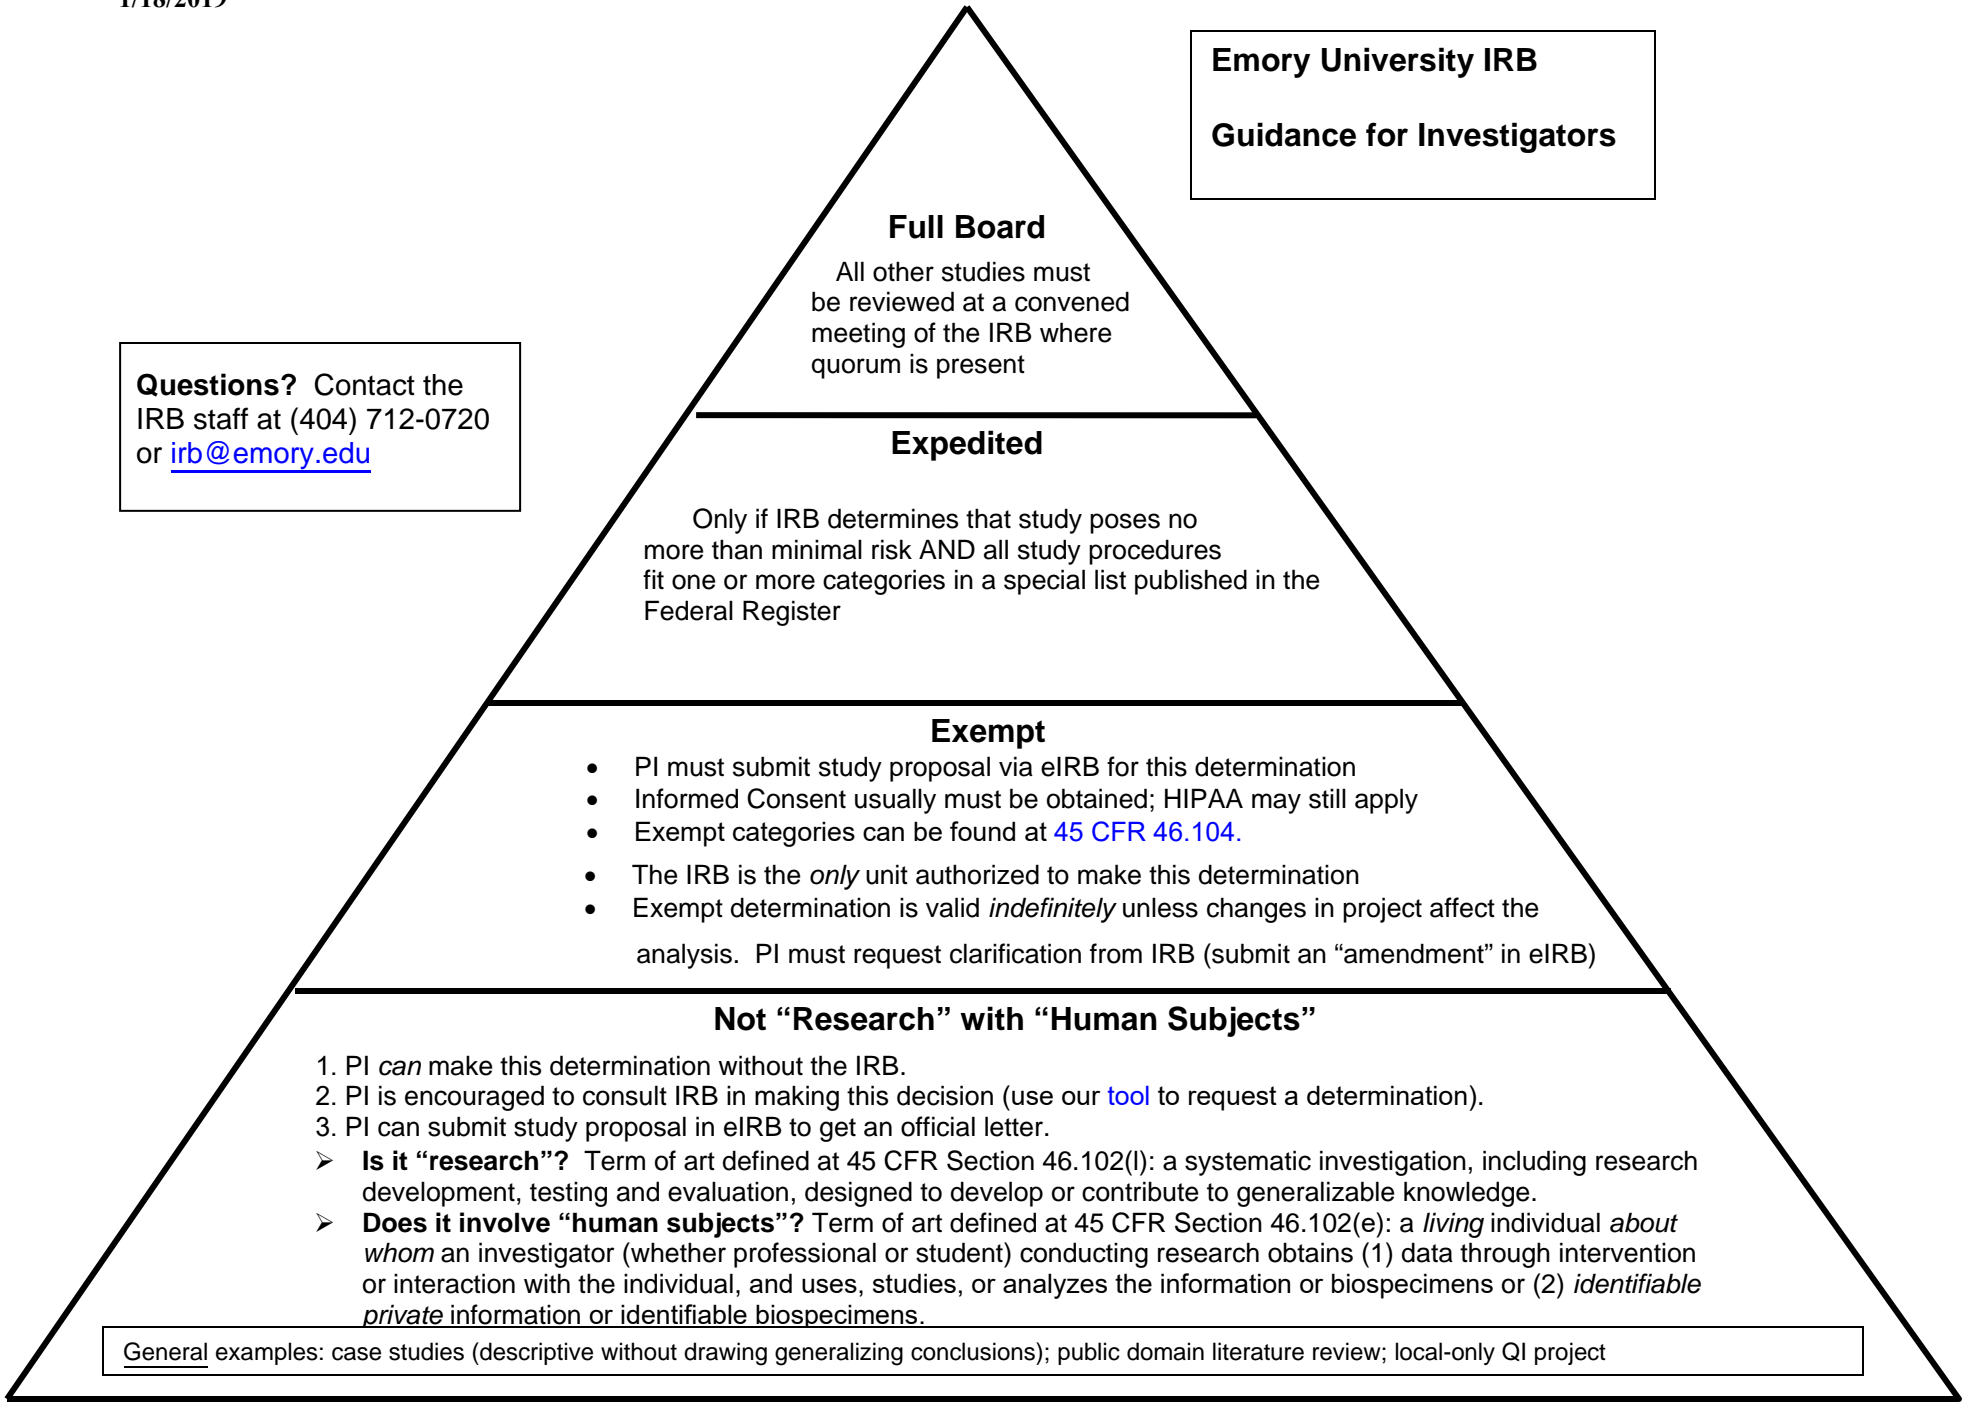 1/18/2019
Emory University IRB
Guidance for Investigators
Full Board
All other studies must
be reviewed at a convened
meeting of the IRB where
quorum is present
Questions?  Contact the
IRB staff at (404) 712-0720
or irb@emory.edu
Expedited
Only if IRB determines that study poses no
more than minimal risk AND all study procedures
fit one or more categories in a special list published in the
Federal Register
Exempt
• PI must submit study proposal via eIRB for this determination
• Informed Consent usually must be obtained; HIPAA may still apply
• Exempt categories can be found at 45 CFR 46.104.
• The IRB is the only unit authorized to make this determination
• Exempt determination is valid indefinitely unless changes in project affect the
analysis.  PI must request clarification from IRB (submit an “amendment” in eIRB)
Not “Research” with “Human Subjects”
1. PI can make this determination without the IRB.
2. PI is encouraged to consult IRB in making this decision (use our tool to request a determination).
3. PI can submit study proposal in eIRB to get an official letter.
➢ Is it “research”?  Term of art defined at 45 CFR Section 46.102(l): a systematic investigation, including research
development, testing and evaluation, designed to develop or contribute to generalizable knowledge.
➢ Does it involve “human subjects”? Term of art defined at 45 CFR Section 46.102(e): a living individual about
whom an investigator (whether professional or student) conducting research obtains (1) data through intervention
or interaction with the individual, and uses, studies, or analyzes the information or biospecimens or (2) identifiable
private information or identifiable biospecimens.
General examples: case studies (descriptive without drawing generalizing conclusions); public domain literature review; local-only QI project